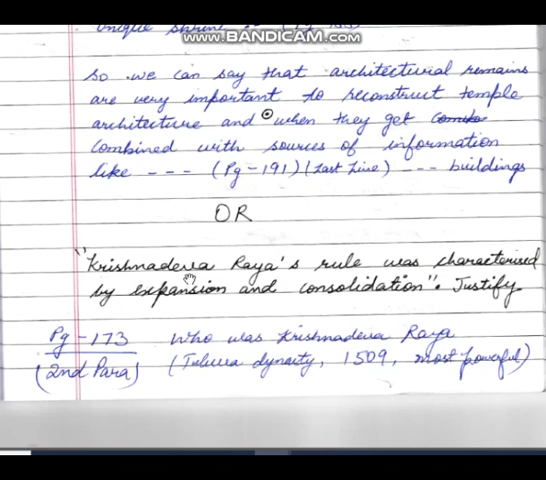 unique shrine
WWW.BANDICAM.COM
So we can say that architectural remains
are very important to reconstruct temple
architecture and when they get
combined with sources of information
like --- (Pg-191) (Last Line) --- buildings
OR
"Krishnadeva Raya's rule was characterised
by expansion and consolidation". Justify.
Pg-173 Who was Krishnadeva Raya
(2nd Para) (Tuluva dynasty, 1509, most powerful)